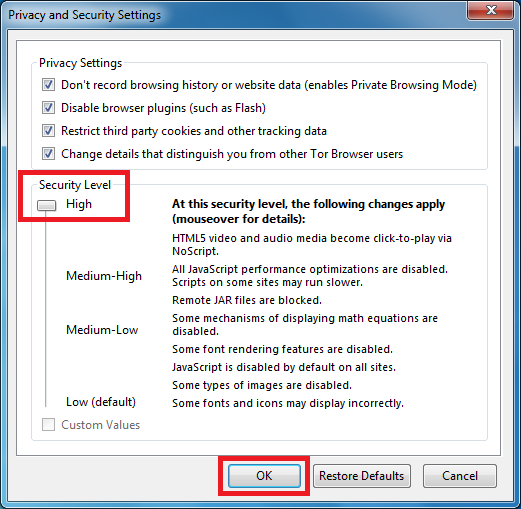 Privacy and Security Settings
Privacy Settings
Don't record browsing history or website data (enables Private Browsing Mode)
Disable browser plugins (such as Flash)
Restrict third party cookies and other tracking data
Change details that distinguish you from other Tor Browser users
Security Level
High
Medium-High
Medium-Low
Low (default)
Custom Values
At this security level, the following changes apply
(mouseover for details):
HTML5 video and audio media become click-to-play via
NoScript.
All JavaScript performance optimizations are disabled.
Scripts on some sites may run slower.
Remote JAR files are blocked.
Some mechanisms of displaying math equations are
disabled.
Some font rendering features are disabled.
JavaScript is disabled by default on all sites.
Some types of images are disabled.
Some fonts and icons may display incorrectly.
OK
Restore Defaults
Cancel